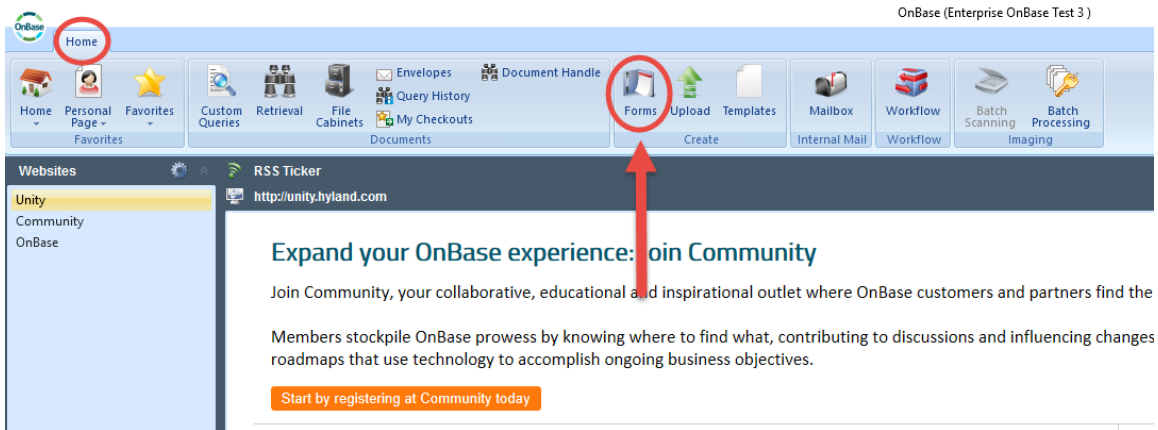 OnBase (Enterprise OnBase Test 3 )
OnBase
Home
Envelopes Document Handle
Query History
My Checkouts
Home Personal Page Favorites
Custom Queries Retrieval File Cabinets
Forms Upload Templates
Mailbox
Workflow
Batch Scanning Batch Processing
Favorites Documents Create Internal Mail Workflow Imaging
Websites
RSS Ticker
Unity
http://unity.hyland.com
Community
OnBase
Expand your OnBase experience: Join Community
Join Community, your collaborative, educational and inspirational outlet where OnBase customers and partners find the
Members stockpile OnBase prowess by knowing where to find what, contributing to discussions and influencing changes
roadmaps that use technology to accomplish ongoing business objectives.
Start by registering at Community today